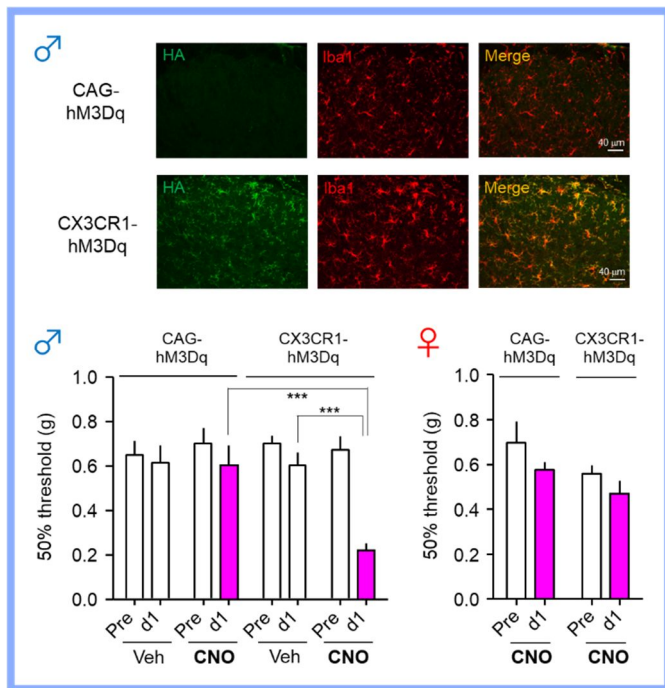 ♂
HA
Iba1
Merge
CAG-
hM3Dq
40 μm
HA
Iba1
Merge
CX3CR1-
hM3Dq
40 μm
♂
CAG-
hM3Dq
CX3CR1-
hM3Dq
50% threshold (g)
1.0
0.8
0.6
0.4
0.2
0.0
***
***
Pre d1 Pre d1 Pre d1 Pre d1
Veh CNO Veh CNO
♀
CAG-
hM3Dq
CX3CR1-
hM3Dq
50% threshold (g)
1.0
0.8
0.6
0.4
0.2
0.0
Pre d1 Pre d1
CNO CNO